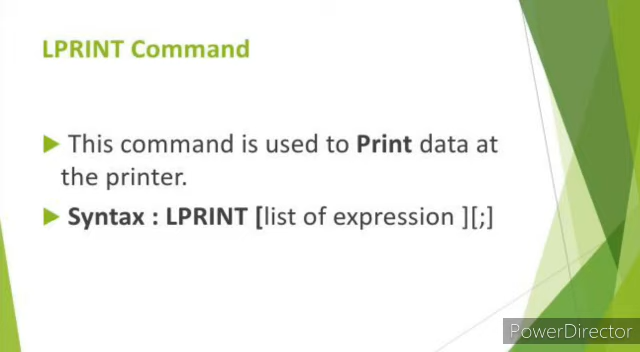 LPRINT Command
This command is used to Print data at
the printer.
Syntax : LPRINT [list of expression ][;]
PowerDirector